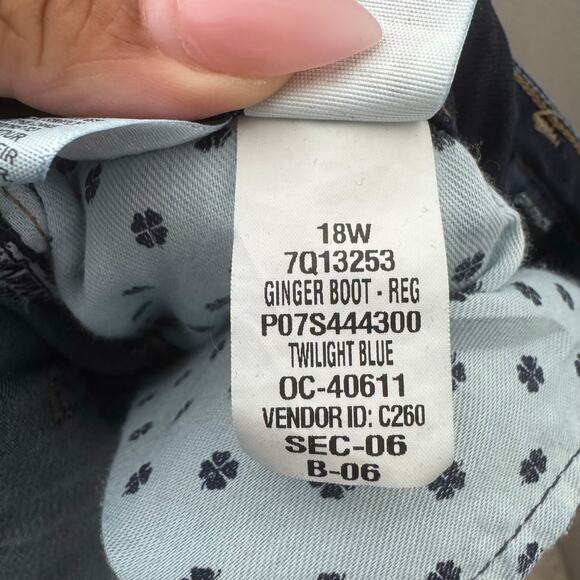 18W
7Q13253
GINGER BOOT - REG
P07S444300
TWILIGHT BLUE
OC-40611
VENDOR ID: C260
SEC-06
B-06